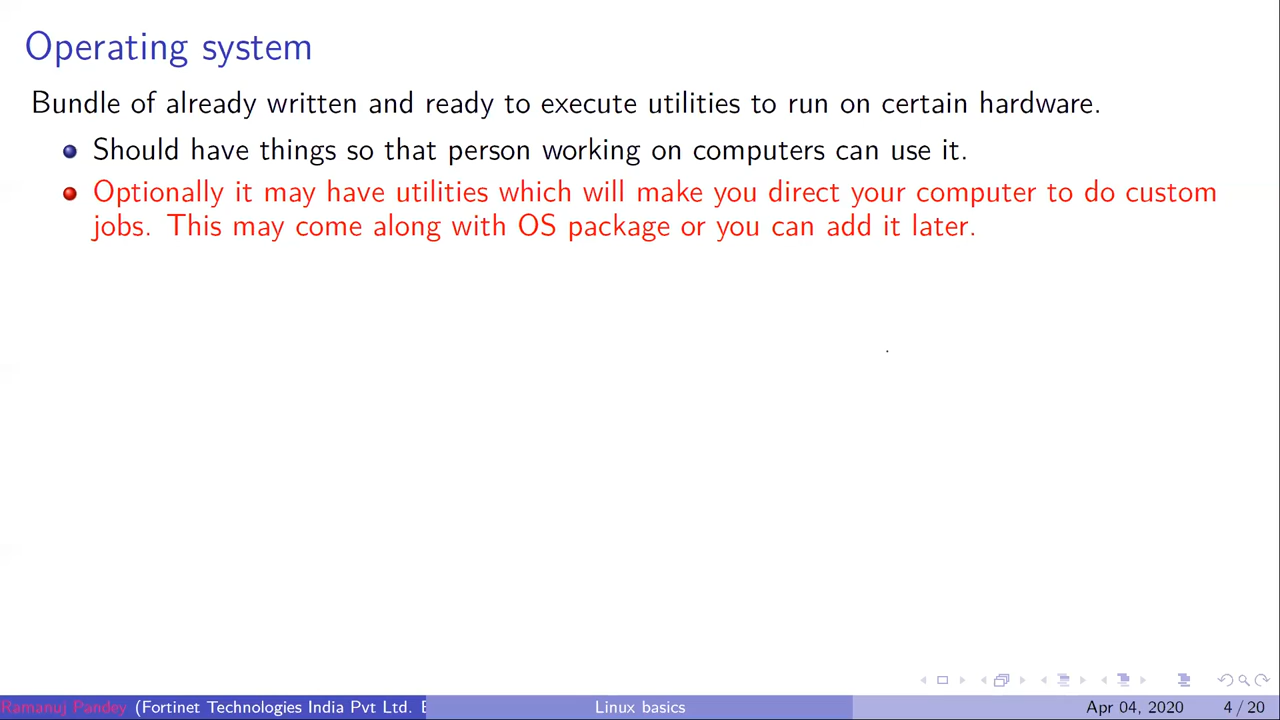 Operating system
Bundle of already written and ready to execute utilities to run on certain hardware.
Should have things so that person working on computers can use it.
Optionally it may have utilities which will make you direct your computer to do custom
jobs. This may come along with OS package or you can add it later.
Ramanuj Pandey (Fortinet Technologies India Pvt Ltd. Linux basics Apr 04, 2020 4 / 20